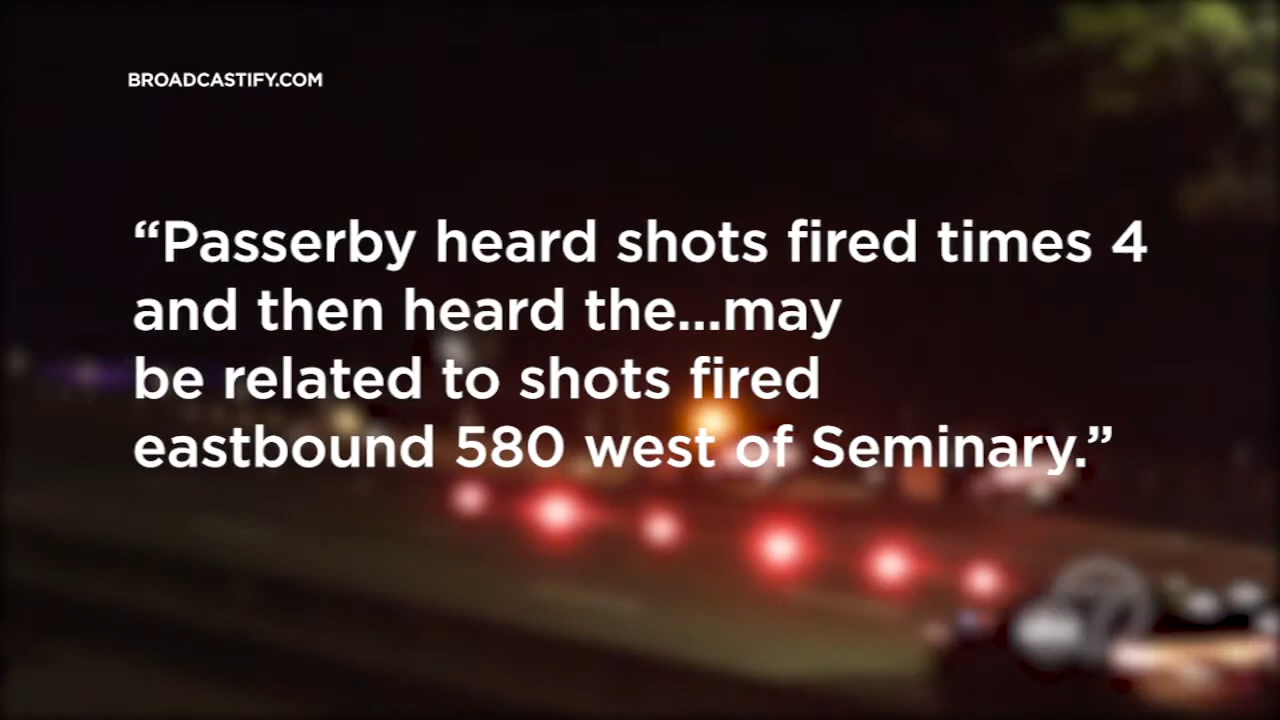 BROADCASTIFY.COM
“Passerby heard shots fired times 4
and then heard the...may
be related to shots fired
eastbound 580 west of Seminary.”
7